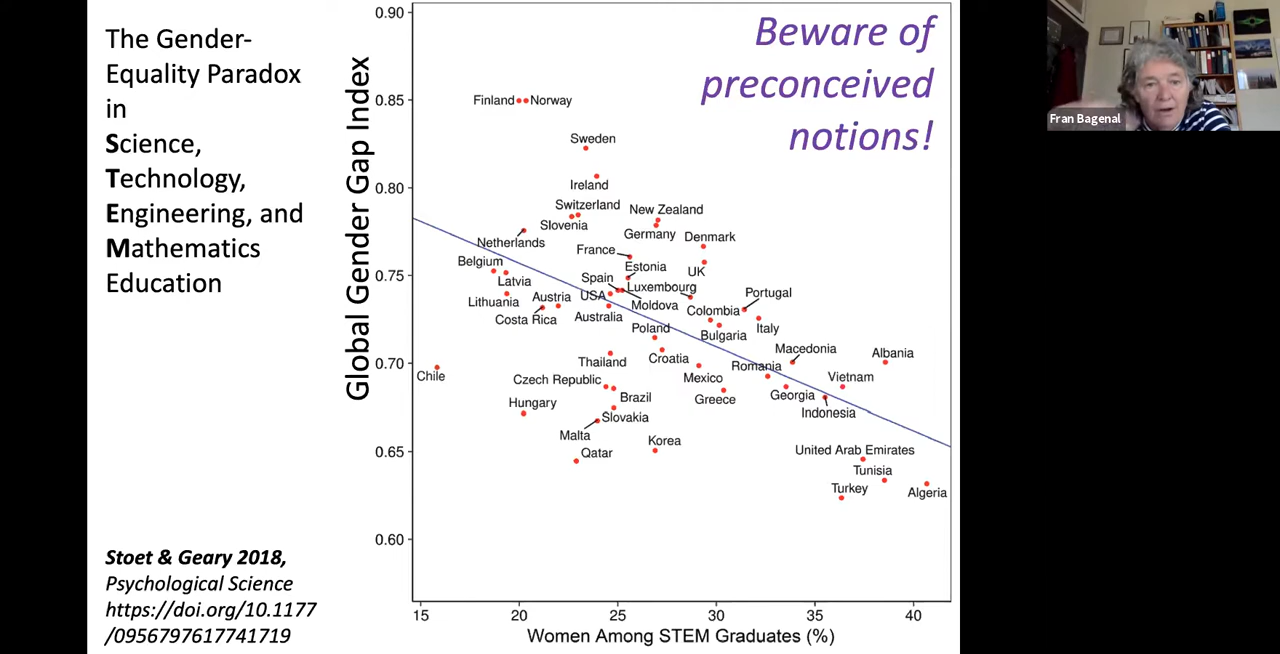 The Gender-
Equality Paradox
in
Science,
Technology,
Engineering, and
Mathematics
Education
Stoet & Geary 2018,
Psychological Science
https://doi.org/10.1177
/0956797617741719
Beware of
preconceived
notions!
Fran Bagenal
Global Gender Gap Index
0.90
0.85
0.80
0.75
0.70
0.65
0.60
Finland
Norway
Sweden
Ireland
Switzerland
Slovenia
New Zealand
Germany
Netherlands
Denmark
France
Belgium
Estonia
UK
Latvia
Spain
Luxembourg
Lithuania
Austria
USA
Moldova
Portugal
Costa Rica
Australia
Colombia
Italy
Poland
Bulgaria
Thailand
Croatia
Macedonia
Albania
Chile
Romania
Czech Republic
Mexico
Vietnam
Hungary
Brazil
Greece
Georgia
Slovakia
Indonesia
Malta
Korea
Qatar
United Arab Emirates
Tunisia
Turkey
Algeria
15
20
25
30
35
40
Women Among STEM Graduates (%)